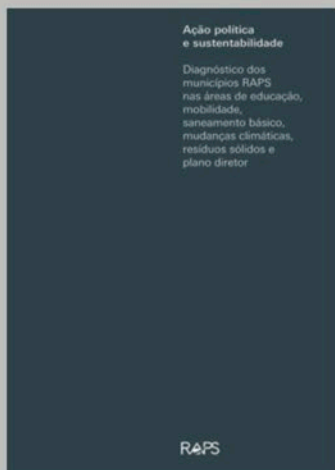 Ação política
e sustentabilidade
Diagnóstico dos
municípios RAPS
nas áreas de educação,
mobilidade,
saneamento básico,
mudanças climáticas,
resíduos sólidos e
plano diretor
RAPS